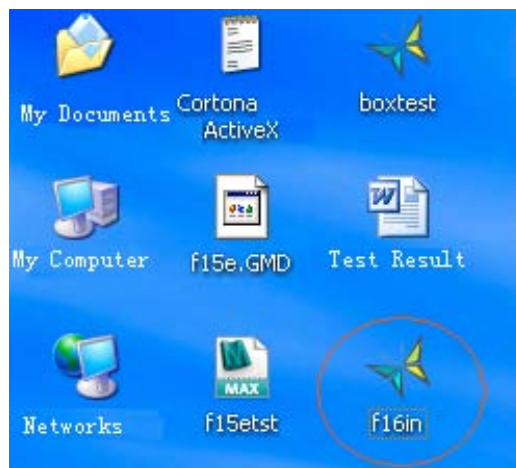 My Documents
Cortona
ActiveX
boxtest
My Computer
f15e.GMD
Test Result
Networks
MAX
f15etst
f16in